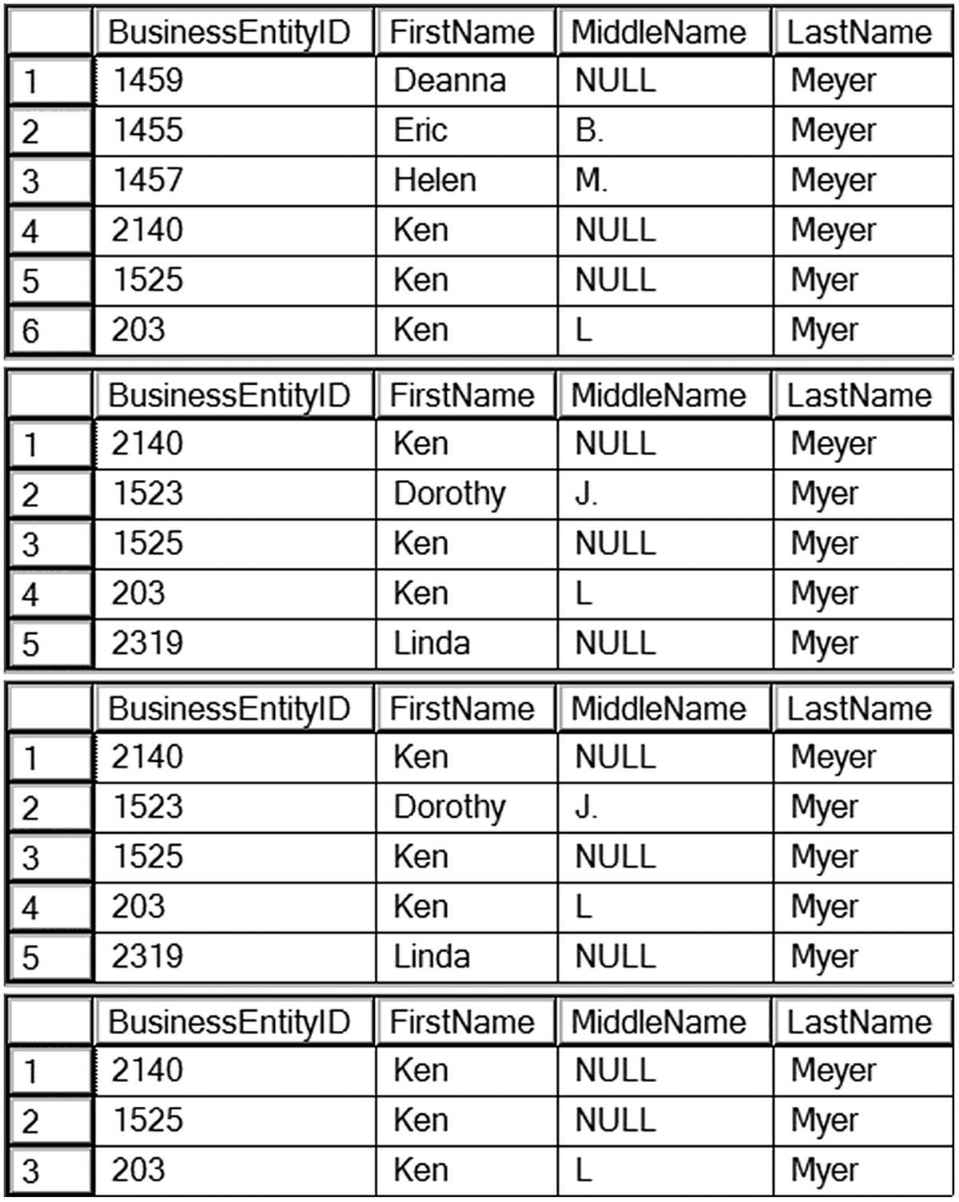 BusinessEntityID FirstName MiddleName LastName
1 1459 Deanna NULL Meyer
2 1455 Eric B. Meyer
3 1457 Helen M. Meyer
4 2140 Ken NULL Meyer
5 1525 Ken NULL Myer
6 203 Ken L Myer
BusinessEntityID FirstName MiddleName LastName
1 2140 Ken NULL Meyer
2 1523 Dorothy J. Myer
3 1525 Ken NULL Myer
4 203 Ken L Myer
5 2319 Linda NULL Myer
BusinessEntityID FirstName MiddleName LastName
1 2140 Ken NULL Meyer
2 1523 Dorothy J. Myer
3 1525 Ken NULL Myer
4 203 Ken L Myer
5 2319 Linda NULL Myer
BusinessEntityID FirstName MiddleName LastName
1 2140 Ken NULL Meyer
2 1525 Ken NULL Myer
3 203 Ken L Myer